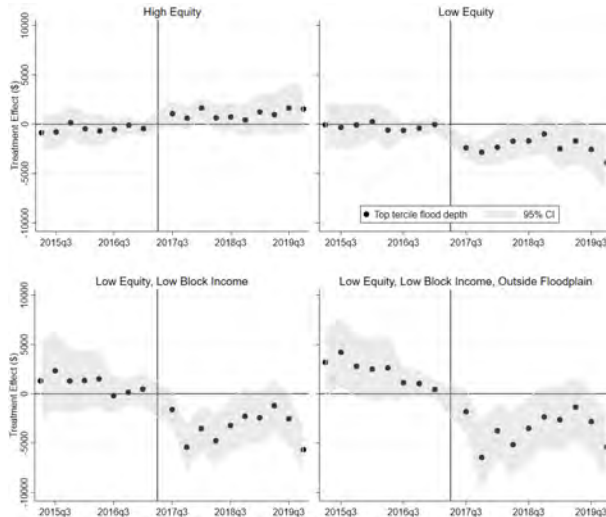 High Equity
Low Equity
Treatment Effect ($)
10000
5000
0
-5000
-10000
2015q3 2016q3 2017q3 2018q3 2019q3
Top tercile flood depth 95% CI
2015q3 2016q3 2017q3 2018q3 2019q3
Low Equity, Low Block Income
Low Equity, Low Block Income, Outside Floodplain
Treatment Effect ($)
10000
5000
0
-5000
-10000
2015q3 2016q3 2017q3 2018q3 2019q3
2015q3 2016q3 2017q3 2018q3 2019q3